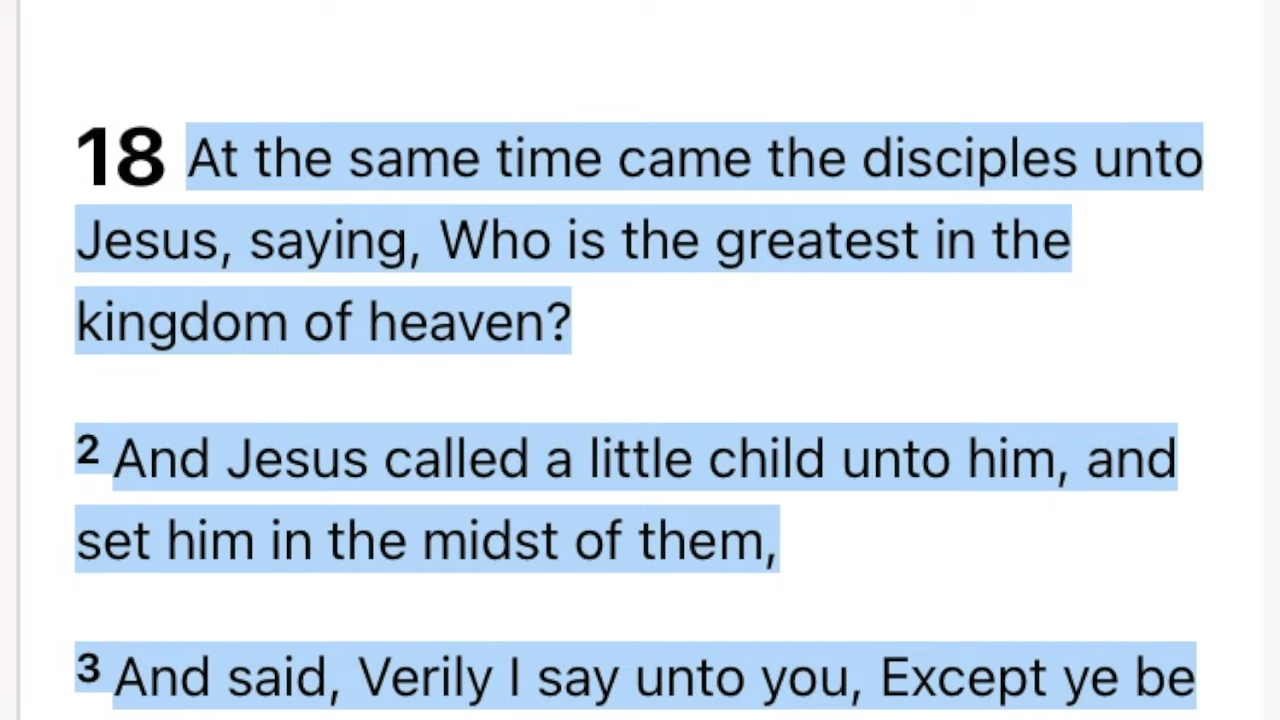 18 At the same time came the disciples unto
Jesus, saying, Who is the greatest in the
kingdom of heaven?
2 And Jesus called a little child unto him, and
set him in the midst of them,
3 And said, Verily I say unto you, Except ye be